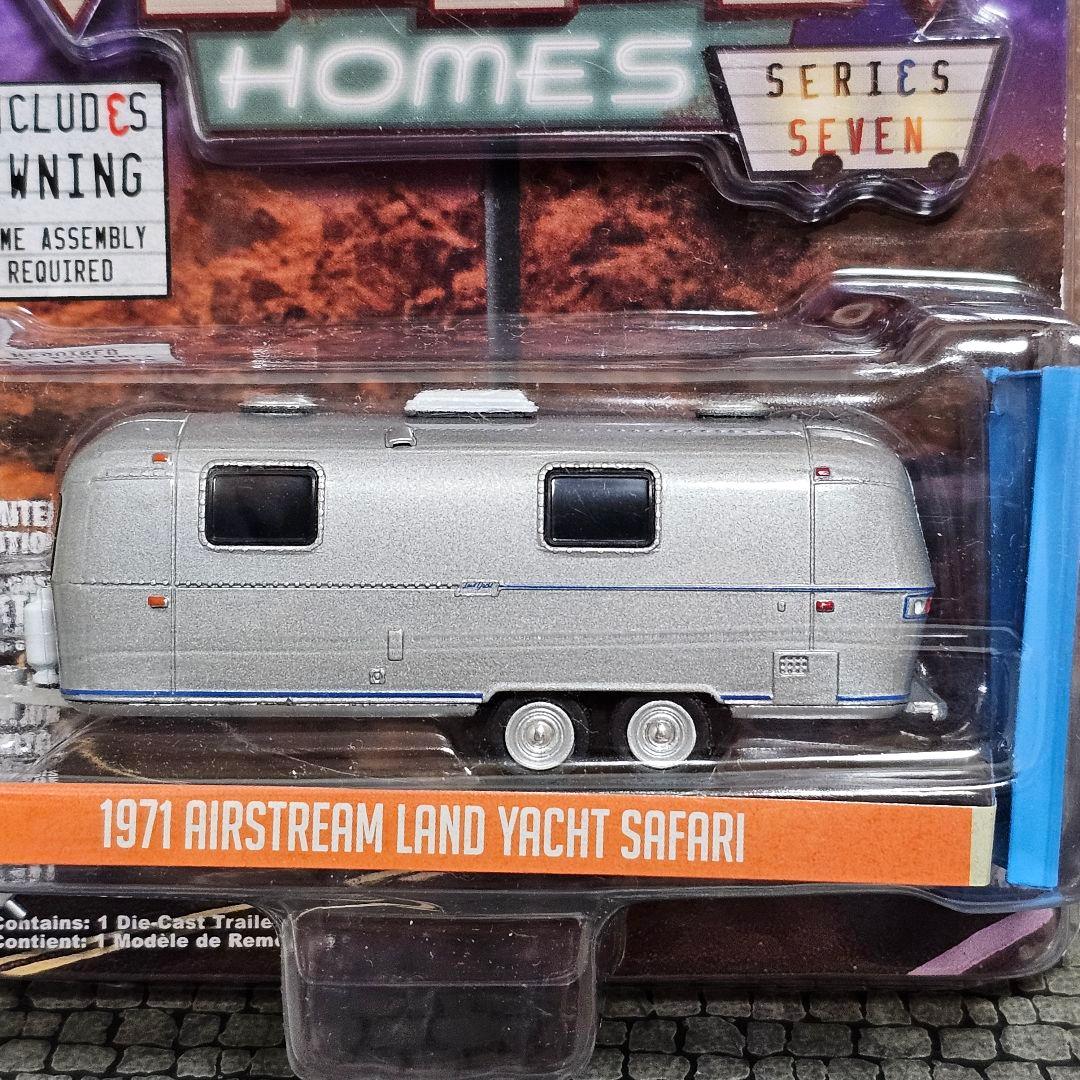 HOMES
SERIES
SEVEN
CLUDES
WNING
ME ASSEMBLY
REQUIRED
1971 AIRSTREAM LAND YACHT SAFARI
Contains: 1 Die-Cast Traile
Contient: 1 Modèle de Remo